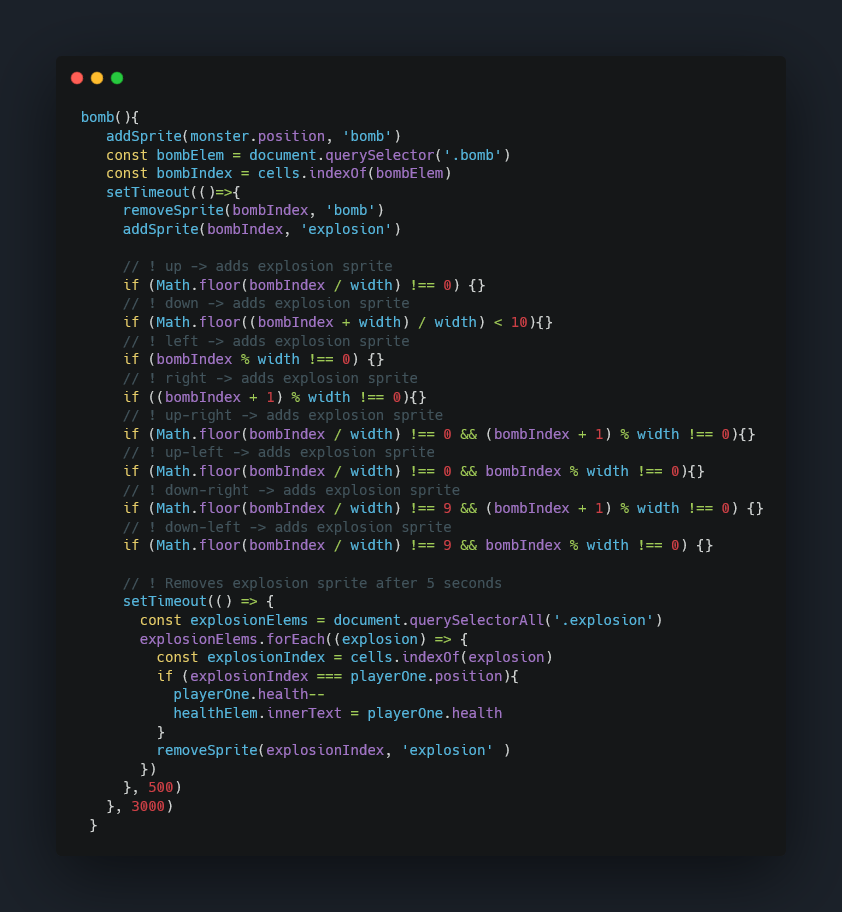 bomb(){
   addSprite(monster.position, 'bomb')
   const bombElem = document.querySelector('.bomb')
   const bombIndex = cells.indexOf(bombElem)
   setTimeout(()=>{
     removeSprite(bombIndex, 'bomb')
     addSprite(bombIndex, 'explosion')

     // ! up -> adds explosion sprite
     if (Math.floor(bombIndex / width) !== 0) {}
     // ! down -> adds explosion sprite
     if (Math.floor((bombIndex + width) / width) < 10){}
     // ! left -> adds explosion sprite
     if (bombIndex % width !== 0) {}
     // ! right -> adds explosion sprite
     if ((bombIndex + 1) % width !== 0){}
     // ! up-right -> adds explosion sprite
     if (Math.floor(bombIndex / width) !== 0 && (bombIndex + 1) % width !== 0){}
     // ! up-left -> adds explosion sprite
     if (Math.floor(bombIndex / width) !== 0 && bombIndex % width !== 0){}
     // ! down-right -> adds explosion sprite
     if (Math.floor(bombIndex / width) !== 9 && (bombIndex + 1) % width !== 0) {}
     // ! down-left -> adds explosion sprite
     if (Math.floor(bombIndex / width) !== 9 && bombIndex % width !== 0) {}

     // ! Removes explosion sprite after 5 seconds
     setTimeout(() => {
       const explosionElems = document.querySelectorAll('.explosion')
       explosionElems.forEach((explosion) => {
         const explosionIndex = cells.indexOf(explosion)
         if (explosionIndex === playerOne.position){
           playerOne.health--
           healthElem.innerText = playerOne.health
         }
         removeSprite(explosionIndex, 'explosion' )
       })
     }, 500)
   }, 3000)
 }